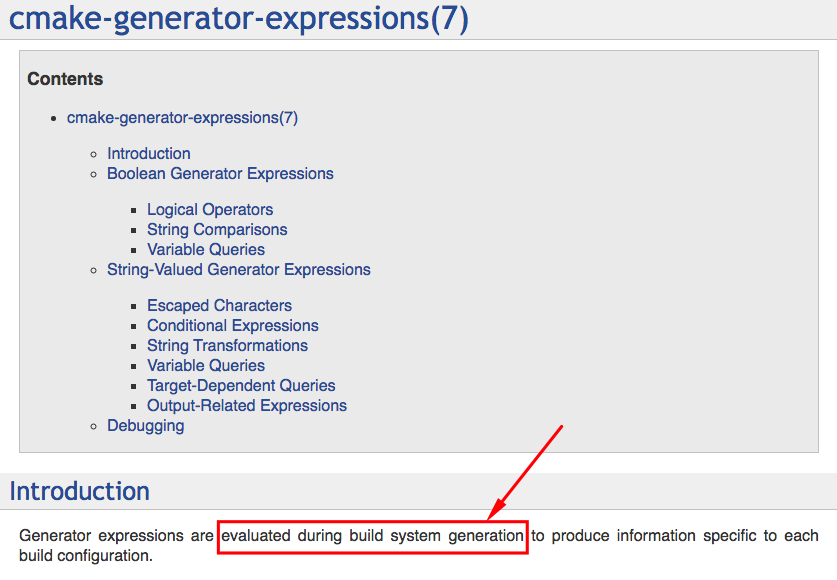 cmake-generator-expressions(7)
Contents
cmake-generator-expressions(7)
Introduction
Boolean Generator Expressions
Logical Operators
String Comparisons
Variable Queries
String-Valued Generator Expressions
Escaped Characters
Conditional Expressions
String Transformations
Variable Queries
Target-Dependent Queries
Output-Related Expressions
Debugging
Introduction
Generator expressions are evaluated during build system generation to produce information specific to each
build configuration.